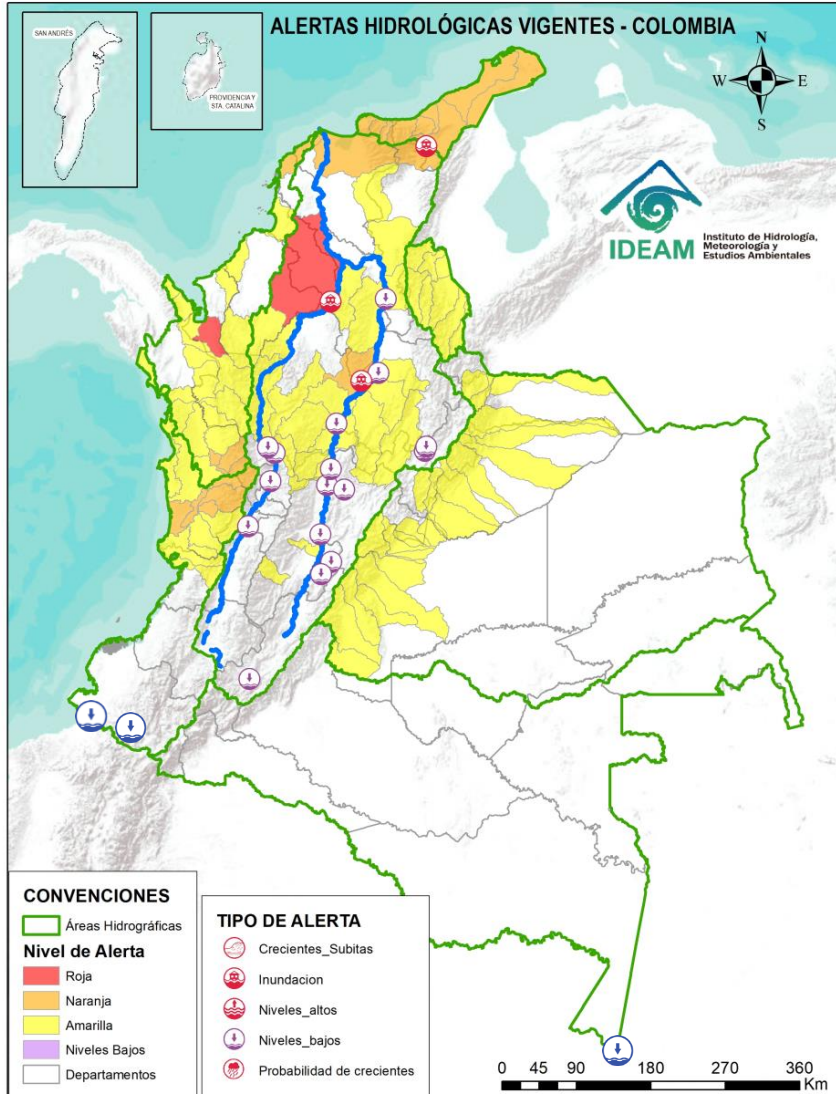 ALERTAS HIDROLÓGICAS VIGENTES - COLOMBIA
SAN ANDRÉS
PROVIDENCIA Y
STA. CATALINA
N
W E
S
IDEAM
Instituto de Hidrología,
Meteorología y
Estudios Ambientales
CONVENCIONES
Áreas Hidrográficas
Nivel de Alerta
Roja
Naranja
Amarilla
Niveles Bajos
Departamentos
TIPO DE ALERTA
Crecientes_Subitas
Inundacion
Niveles_altos
Niveles_bajos
Probabilidad de crecientes
0 45 90 180 270 360
Km